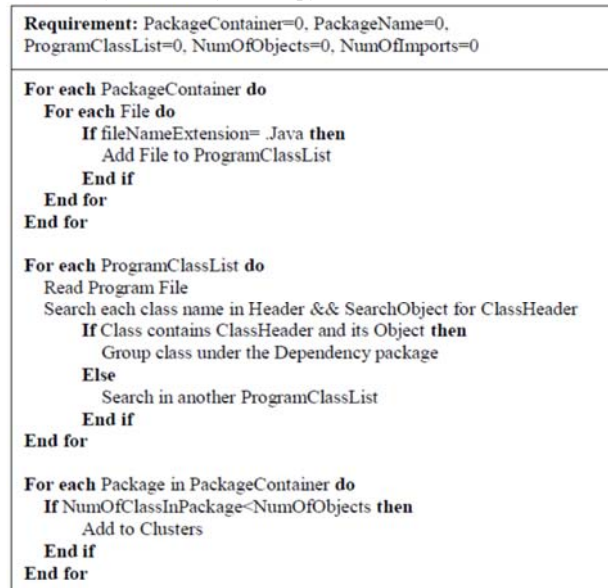 Requirement: PackageContainer=0, PackageName=0,
ProgramClassList=0, NumOfObjects=0, NumOfImports=0
For each PackageContainer do
For each File do
If fileNameExtension= .Java then
Add File to ProgramClassList
End if
End for
End for
For each ProgramClassList do
Read Program File
Search each class name in Header && SearchObject for ClassHeader
If Class contains ClassHeader and its Object then
Group class under the Dependency package
Else
Search in another ProgramClassList
End if
End for
For each Package in PackageContainer do
If NumOfClassInPackage<NumOfObjects then
Add to Clusters
End if
End for